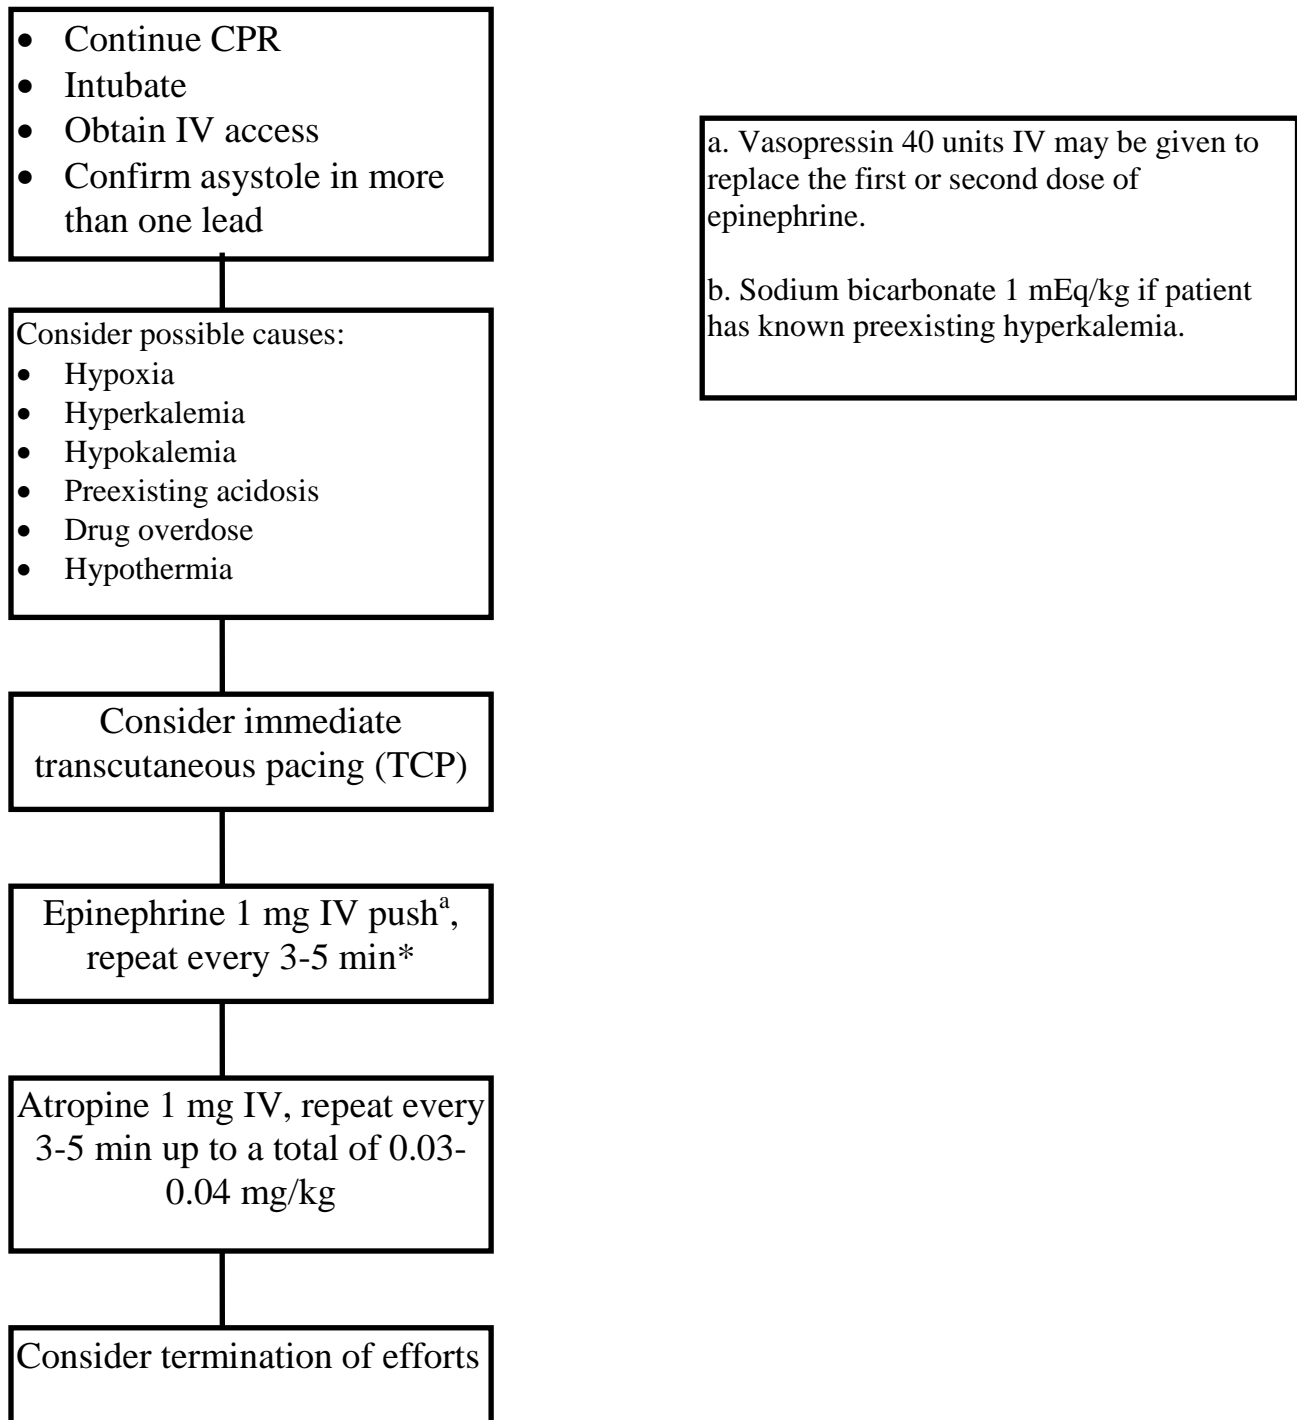 • Continue CPR
• Intubate
• Obtain IV access
• Confirm asystole in more
than one lead
a. Vasopressin 40 units IV may be given to
replace the first or second dose of
epinephrine.
b. Sodium bicarbonate 1 mEq/kg if patient
has known preexisting hyperkalemia.
Consider possible causes:
• Hypoxia
• Hyperkalemia
• Hypokalemia
• Preexisting acidosis
• Drug overdose
• Hypothermia
Consider immediate
transcutaneous pacing (TCP)
Epinephrine 1 mg IV pushᵃ,
repeat every 3-5 min*
Atropine 1 mg IV, repeat every
3-5 min up to a total of 0.03-
0.04 mg/kg
Consider termination of efforts